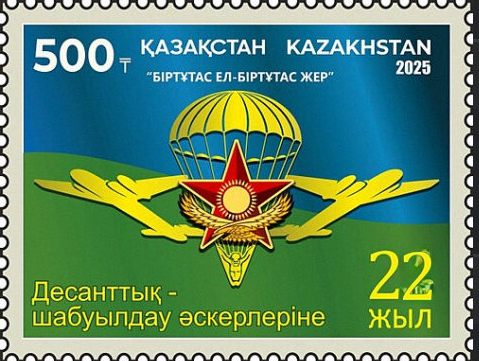 500₸
ҚАЗАҚСТАН KAZAKHSTAN
2025
"БІРТҰТАС ЕЛ-БІРТҰТАС ЖЕР"
Десанттық -
шабуылдау әскерлеріне
22
ЖЫЛ